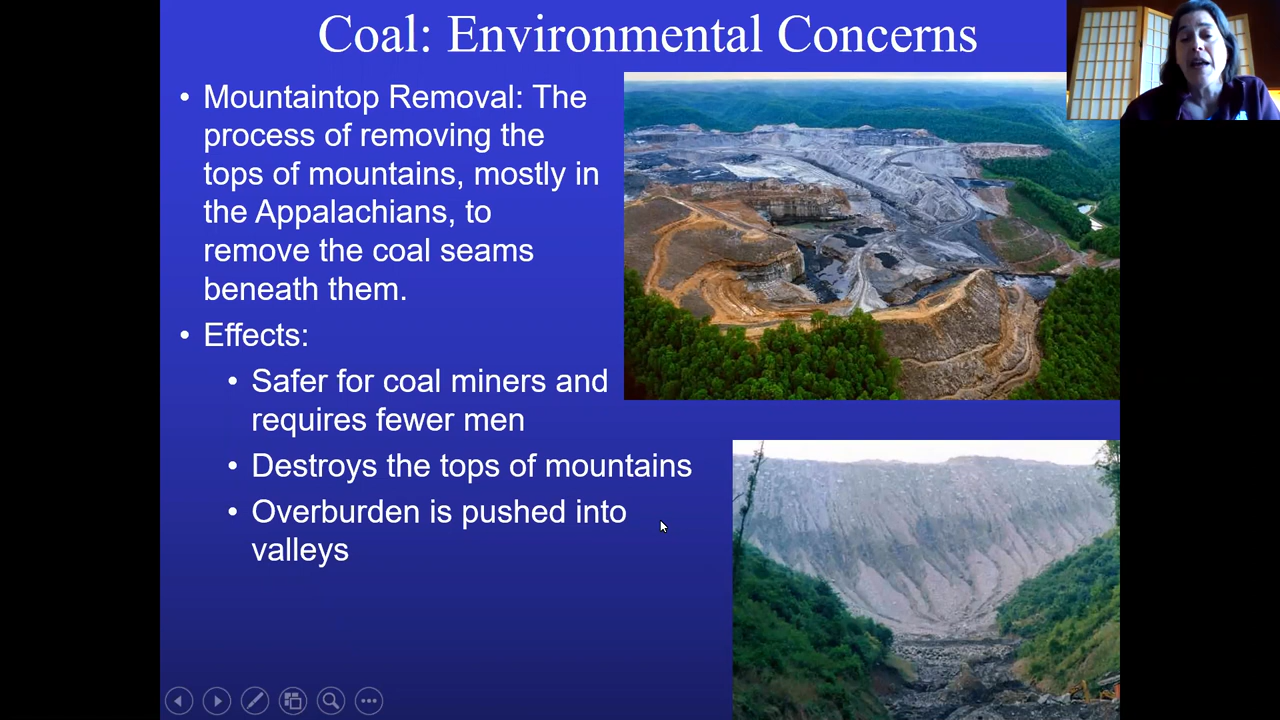 Coal: Environmental Concerns
• Mountaintop Removal: The
process of removing the
tops of mountains, mostly in
the Appalachians, to
remove the coal seams
beneath them.
• Effects:
• Safer for coal miners and
requires fewer men
• Destroys the tops of mountains
• Overburden is pushed into
valleys